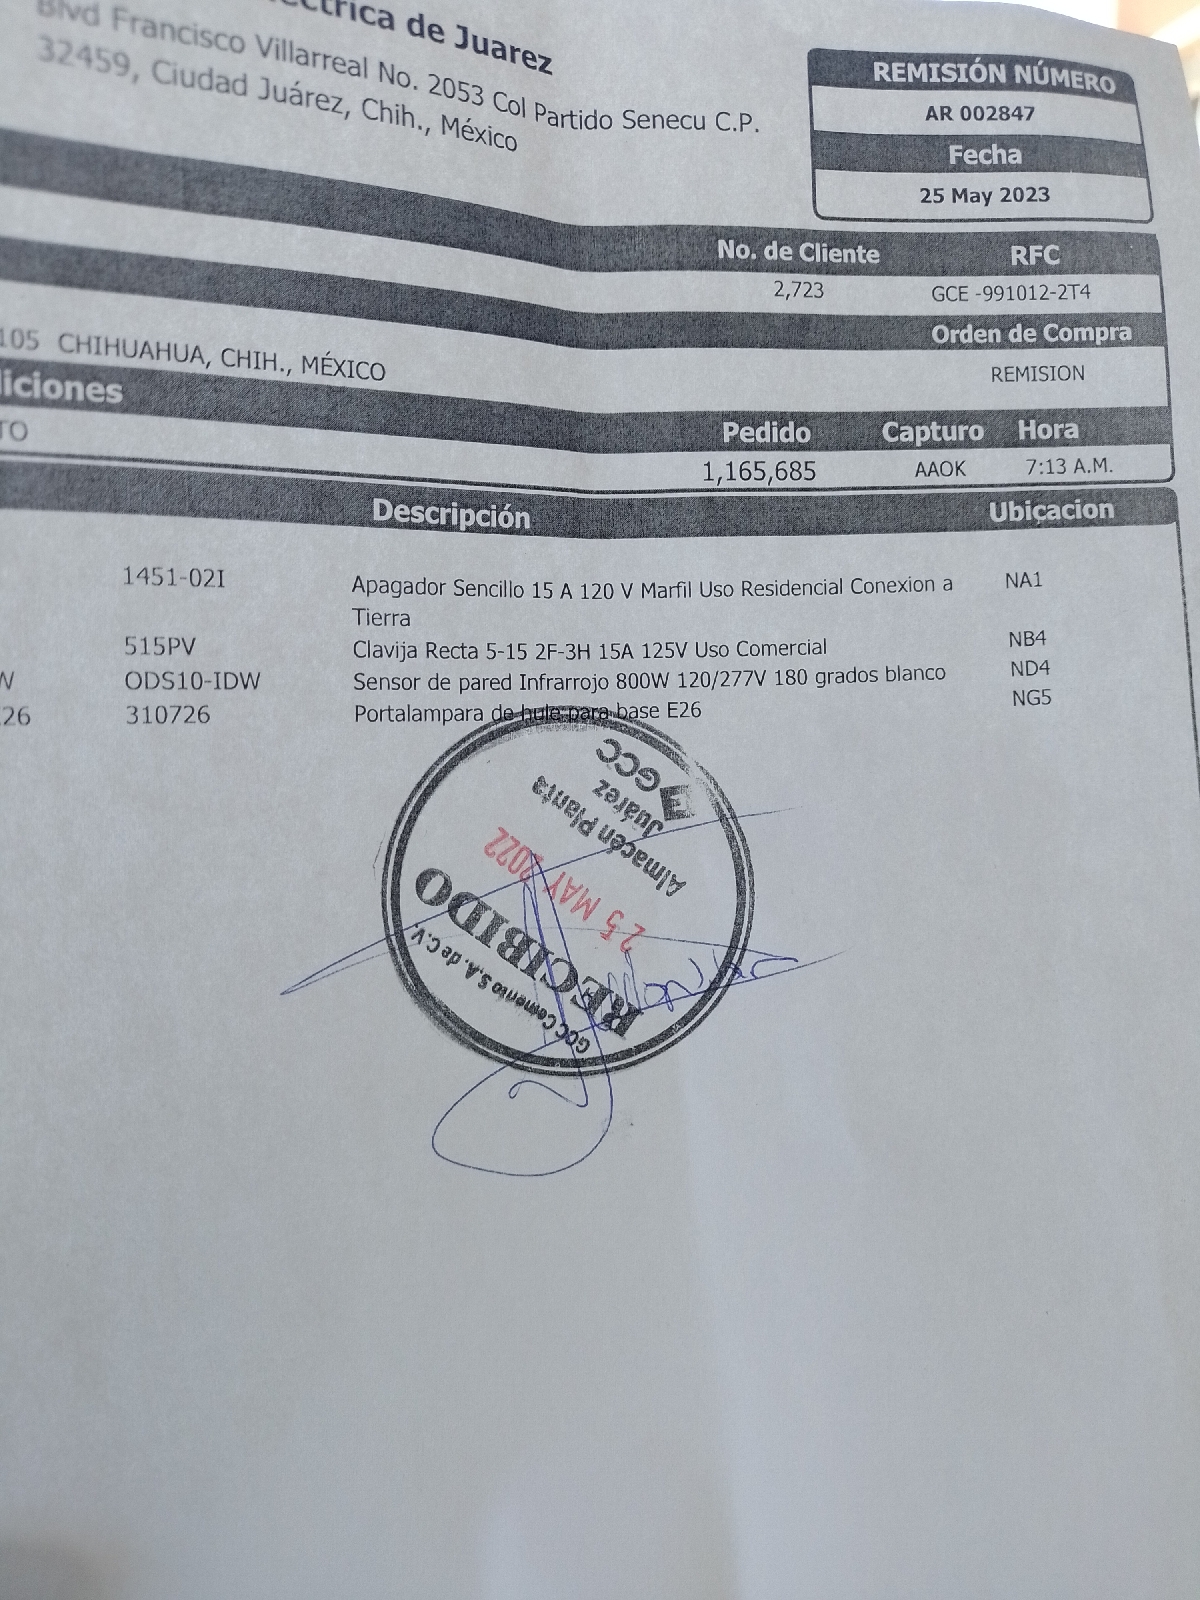 ctrica de Juarez
Blvd Francisco Villarreal No. 2053 Col Partido Senecu C.P.
32459, Ciudad Juárez, Chih., México
REMISIÓN NÚMERO
AR 002847
Fecha
25 May 2023
No. de Cliente RFC
2,723 GCE -991012-2T4
Orden de Compra
105 CHIHUAHUA, CHIH., MÉXICO REMISION
diciones
TO
Pedido Capturo Hora
1,165,685 AAOK 7:13 A.M.
Descripción Ubicacion
1451-02I Apagador Sencillo 15 A 120 V Marfil Uso Residencial Conexion a NA1
Tierra
515PV Clavija Recta 5-15 2F-3H 15A 125V Uso Comercial NB4
W ODS10-IDW Sensor de pared Infrarrojo 800W 120/277V 180 grados blanco ND4
26 310726 Portalampara de hule para base E26 NG5
GCC Cemento S.A. de C.V.
RECIBIDO
25 MAY 2022
Almacén Planta
Juárez
GCC